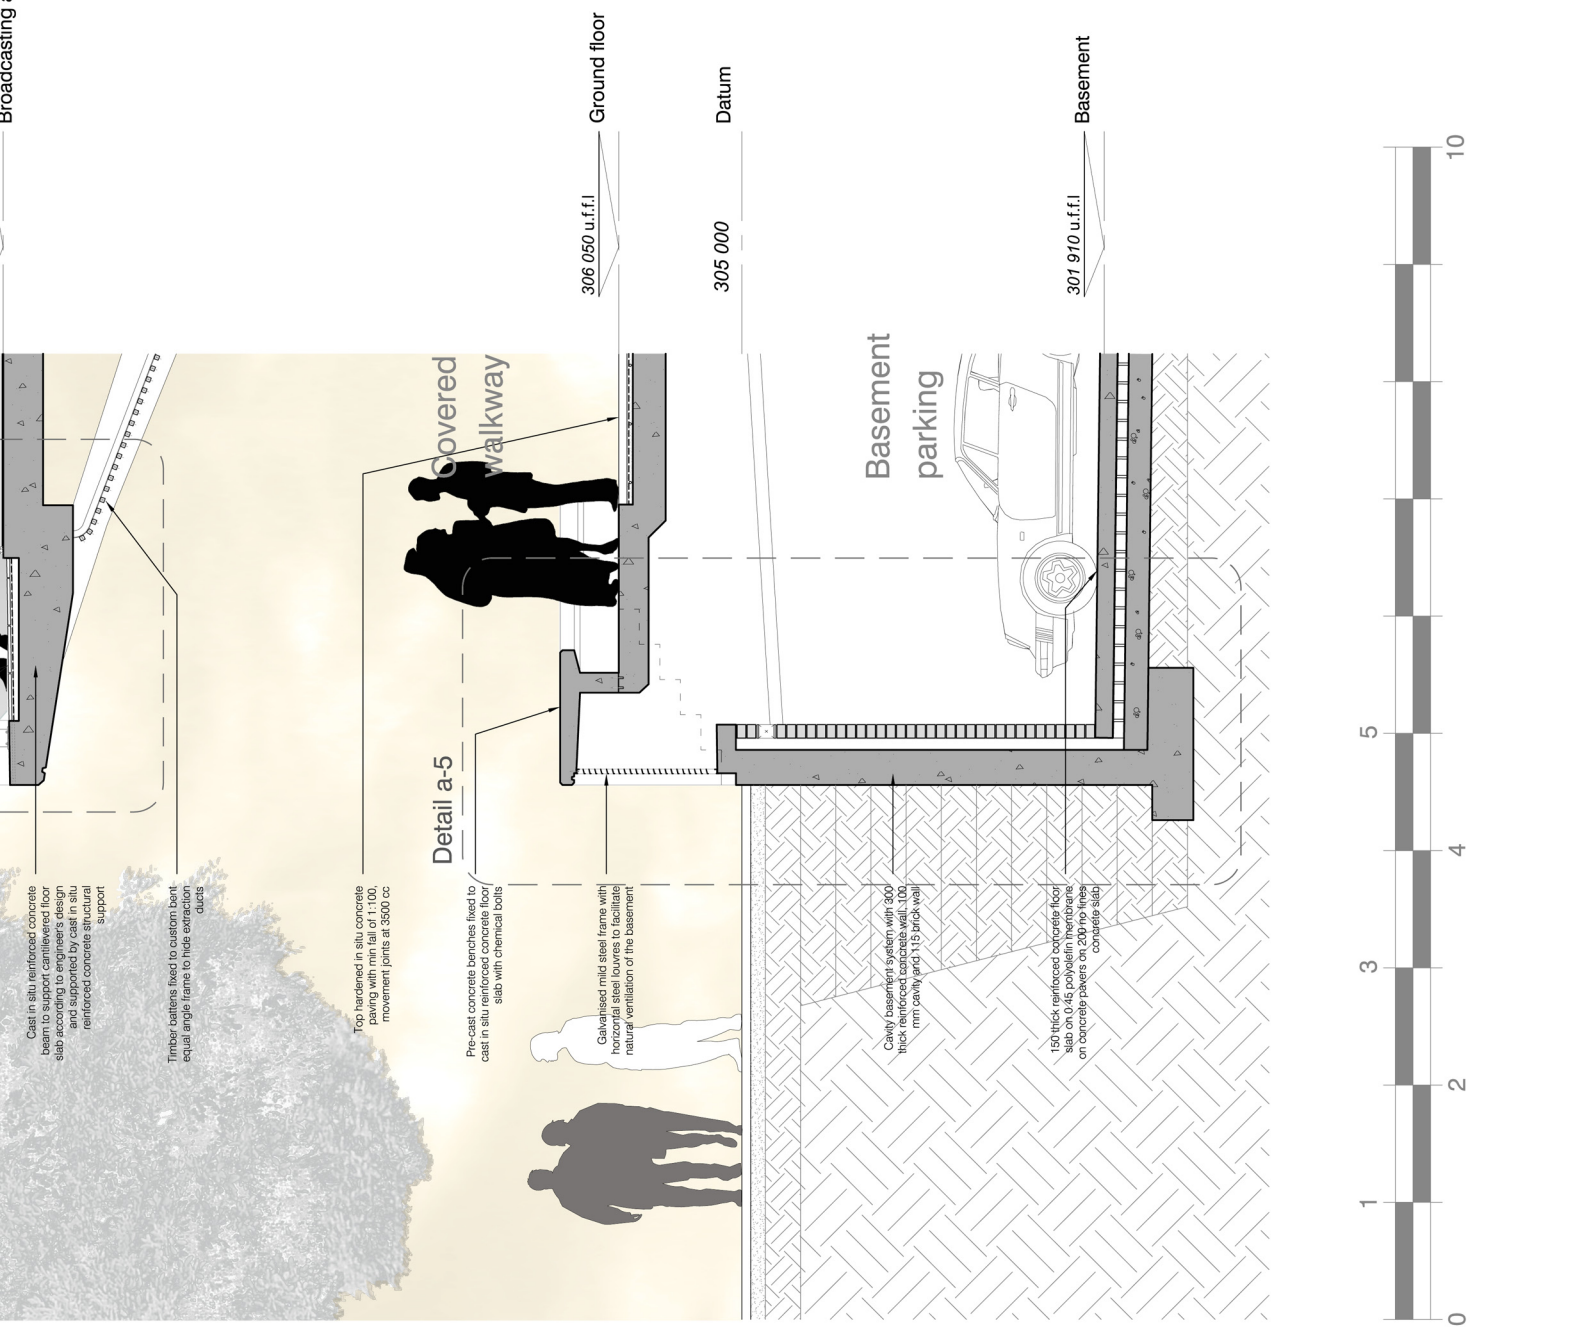 Broadcasting
Ground floor
306 050 u.f.f.l
Datum
305 000
Basement
301 910 u.f.f.l
Covered
walkway
Basement
parking
Detail a-5
Cast in situ reinforced concrete
beam to support cantilevered floor
slab according to engineer's design
and supported by cast in situ
reinforced concrete structural
support
Timber battens fixed to custom bent
equal angle frame to hide extraction
ducts
Top hardened in situ concrete
paving with min fall of 1:100,
movement joints at 3500 cc
Pre-cast concrete benches fixed to
cast in situ reinforced concrete floor
slab with chemical bolts
Galvanised mild steel frame with
horizontal steel louvres to facilitate
natural ventilation of the basement
Cavity basement system with 300
thick reinforced concrete wall, 100
mm cavity and 115 brick wall
150 thick reinforced concrete floor
slab on 0.45 polyolefin membrane
on concrete pavers on 200 no fines
concrete slab
0
1
2
3
4
5
10